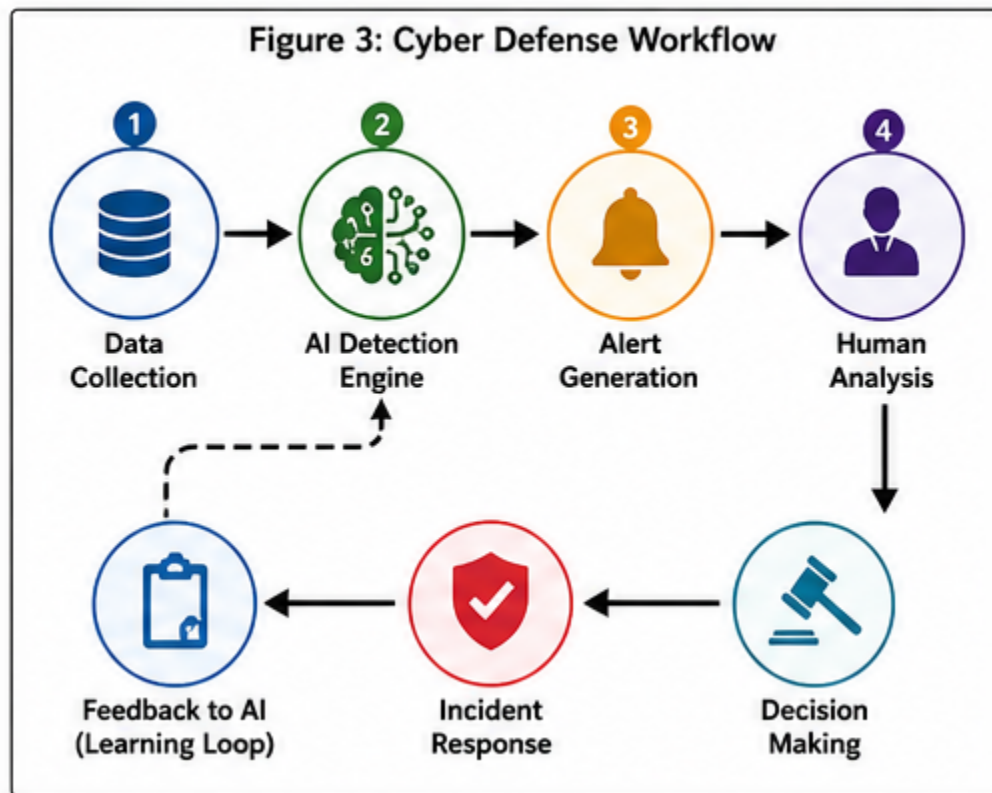 Figure 3: Cyber Defense Workflow
1
2
3
4
6
Data
Collection
AI Detection
Engine
Alert
Generation
Human
Analysis
Feedback to AI
(Learning Loop)
Incident
Response
Decision
Making